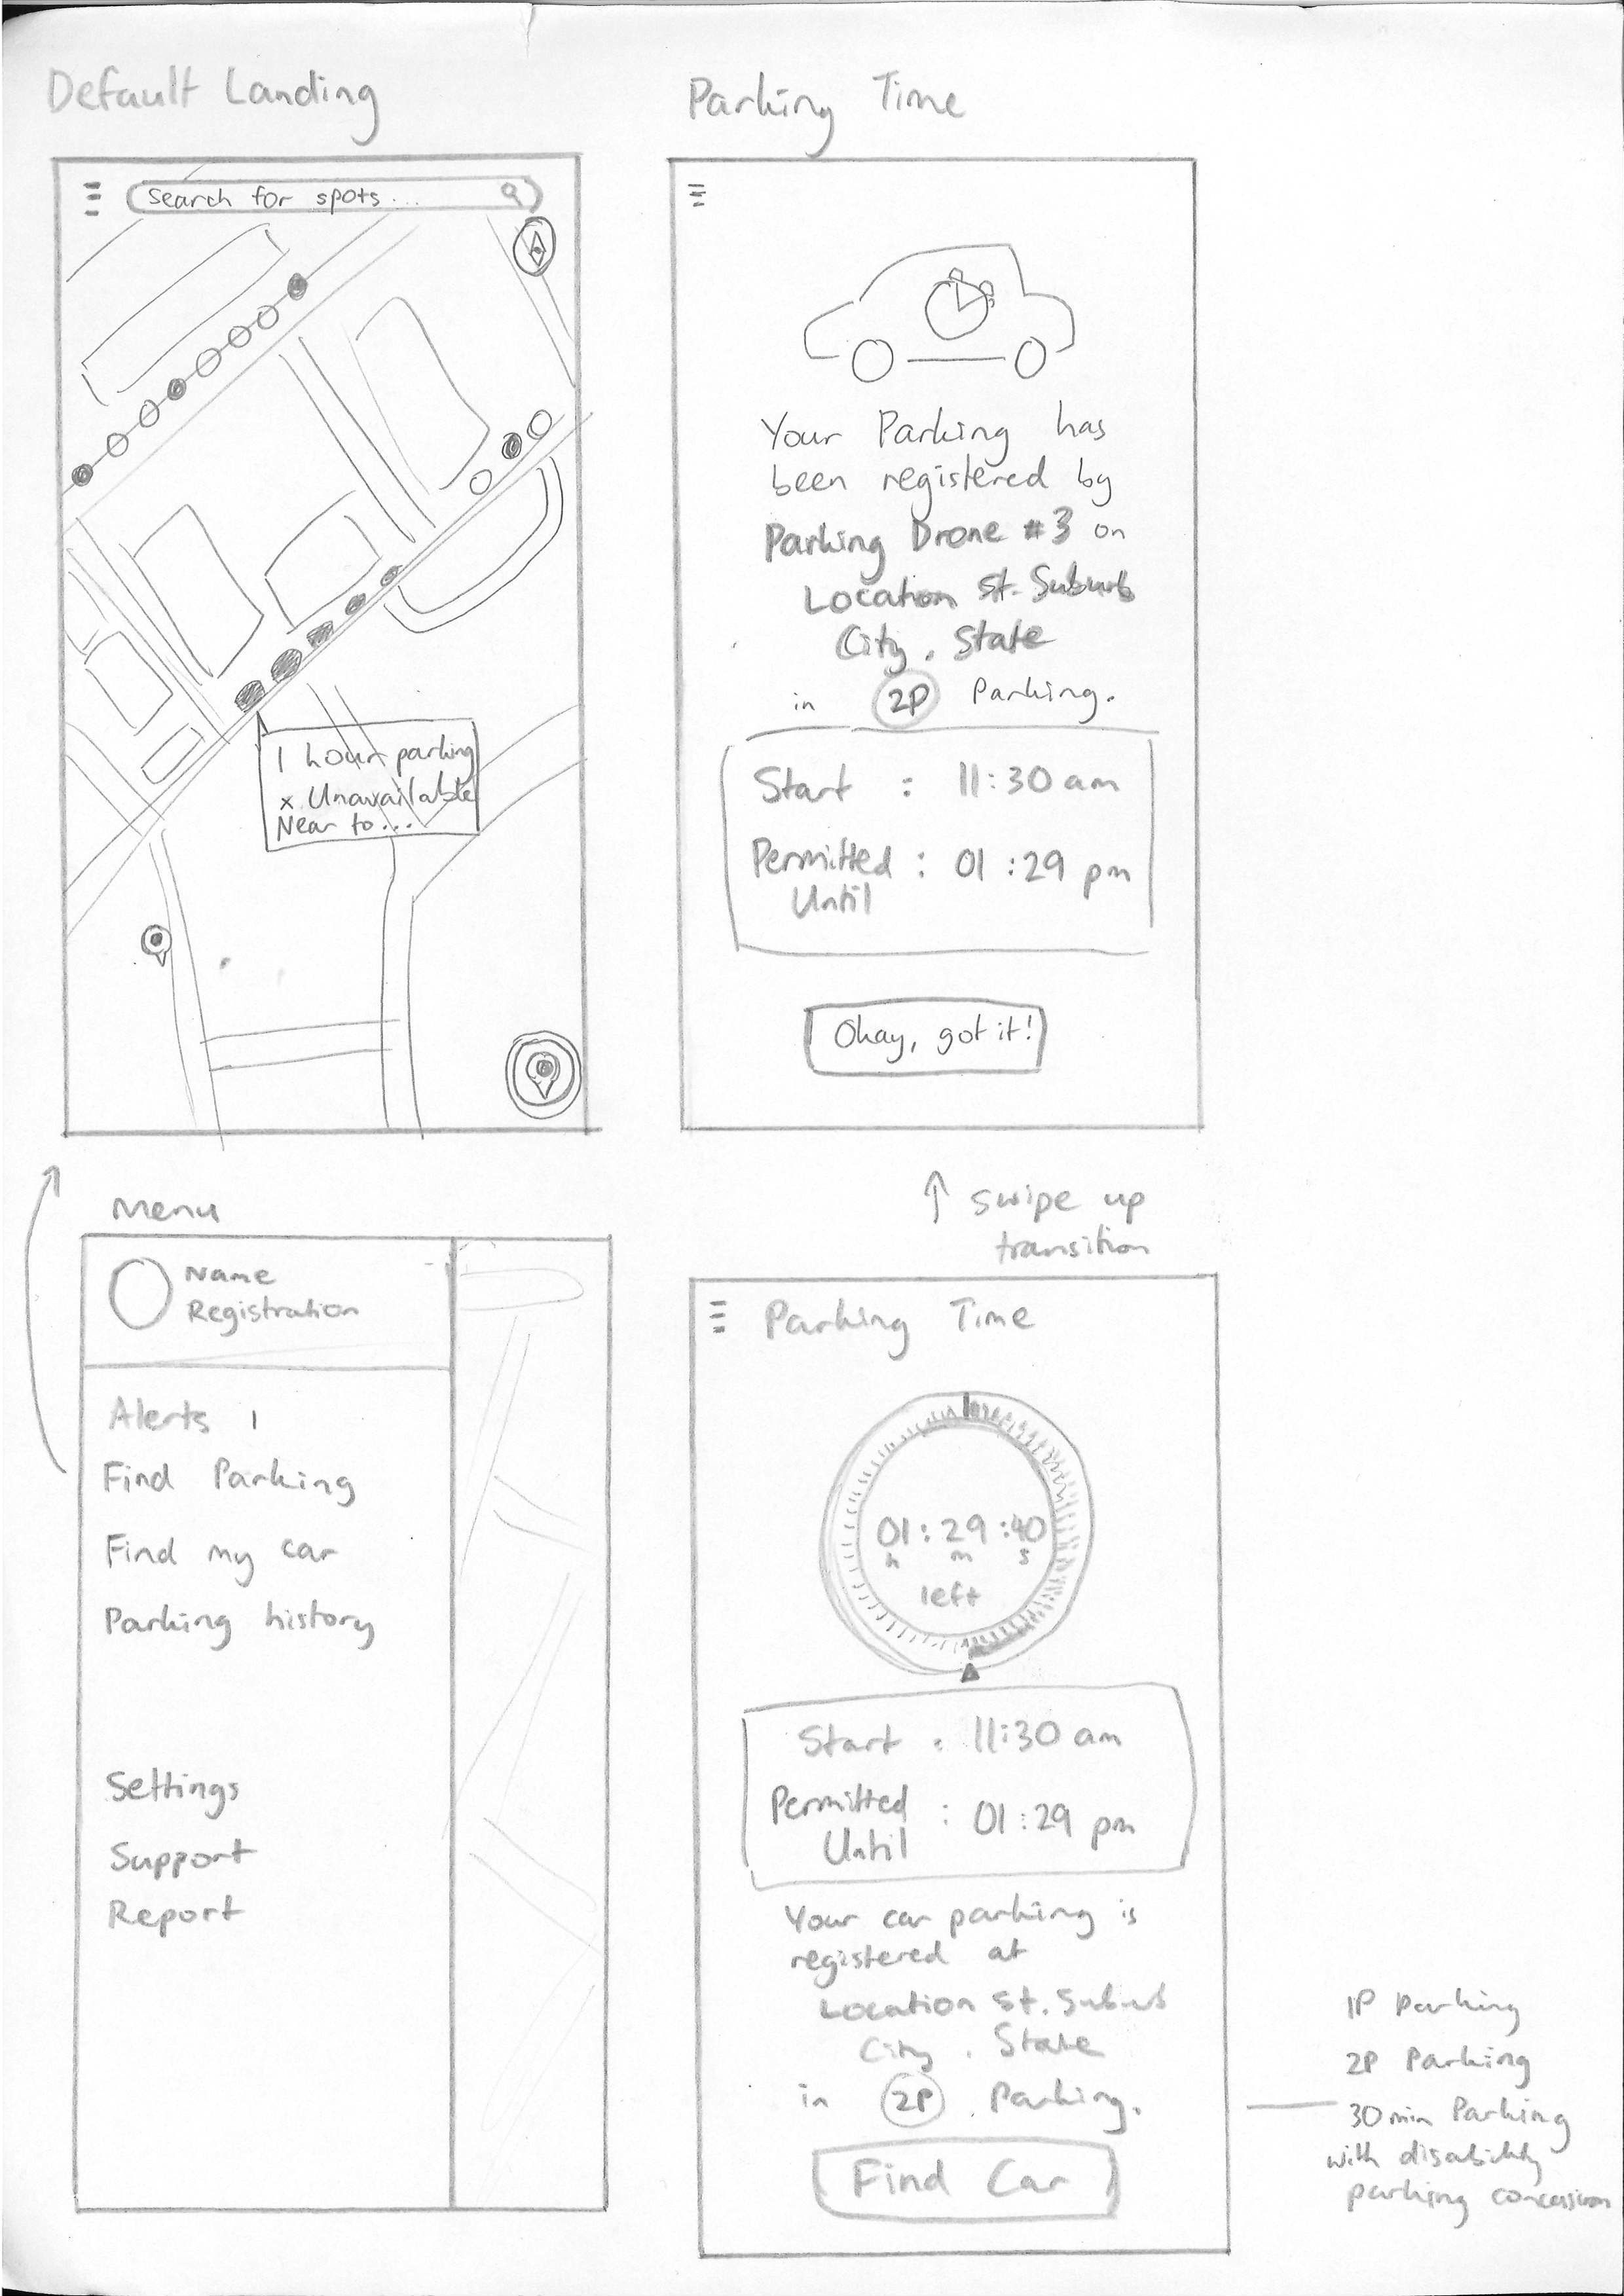 Default Landing
Search for spots...
1 hour parking
x Unavailable
Near to...
Parking Time
Your Parking has
been registered by
Parking Drone #3 on
Location St. Suburb
City, State
in 2P Parking.
Start : 11:30 am
Permitted : 01:29 pm
Until
Okay, got it!
↑ swipe up
transition
Menu
Name
Registration
Alerts 1
Find Parking
Find my car
Parking history
Settings
Support
Report
Parking Time
01:29:40
h m s
left
Start : 11:30 am
Permitted : 01:29 pm
Until
Your car parking is
registered at
Location St. Suburb
City, State
in 2P Parking.
Find Car
1P Parking
2P Parking
30min Parking
with disability
parking concession